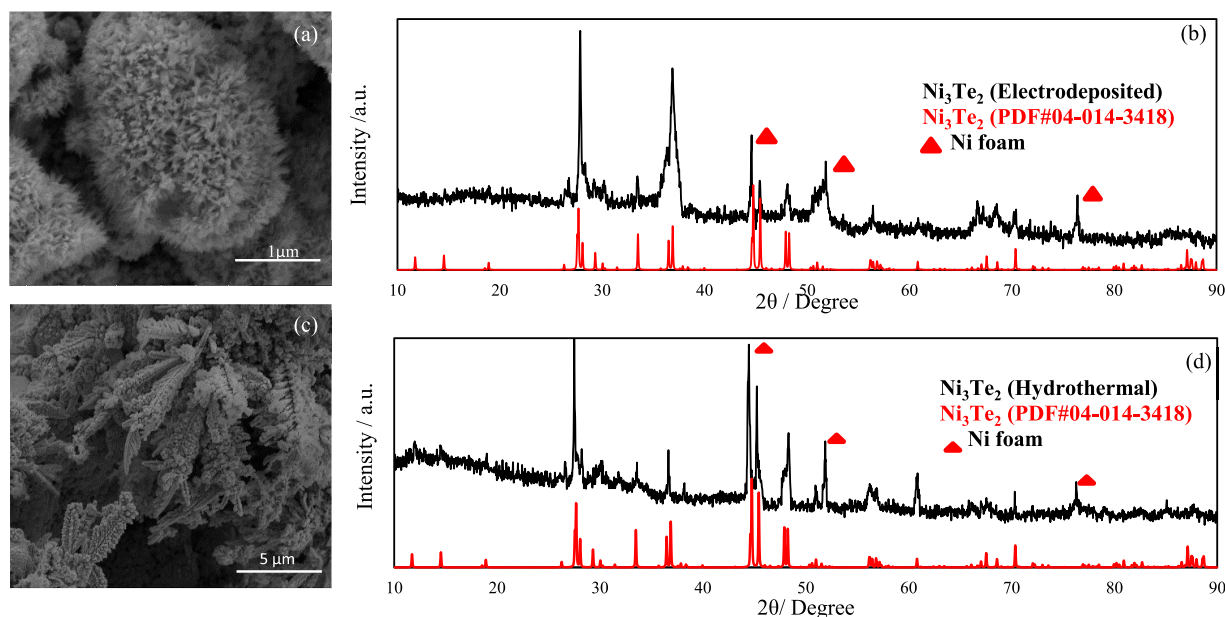 (a)
1μm
(b)
Intensity /a.u.
Ni₃Te₂ (Electrodeposited)
Ni₃Te₂ (PDF#04-014-3418)
Ni foam
10 20 30 40 50 60 70 80 90
2θ / Degree
(c)
5 μm
(d)
Intensity / a.u.
Ni₃Te₂ (Hydrothermal)
Ni₃Te₂ (PDF#04-014-3418)
Ni foam
10 20 30 40 50 60 70 80 90
2θ/ Degree